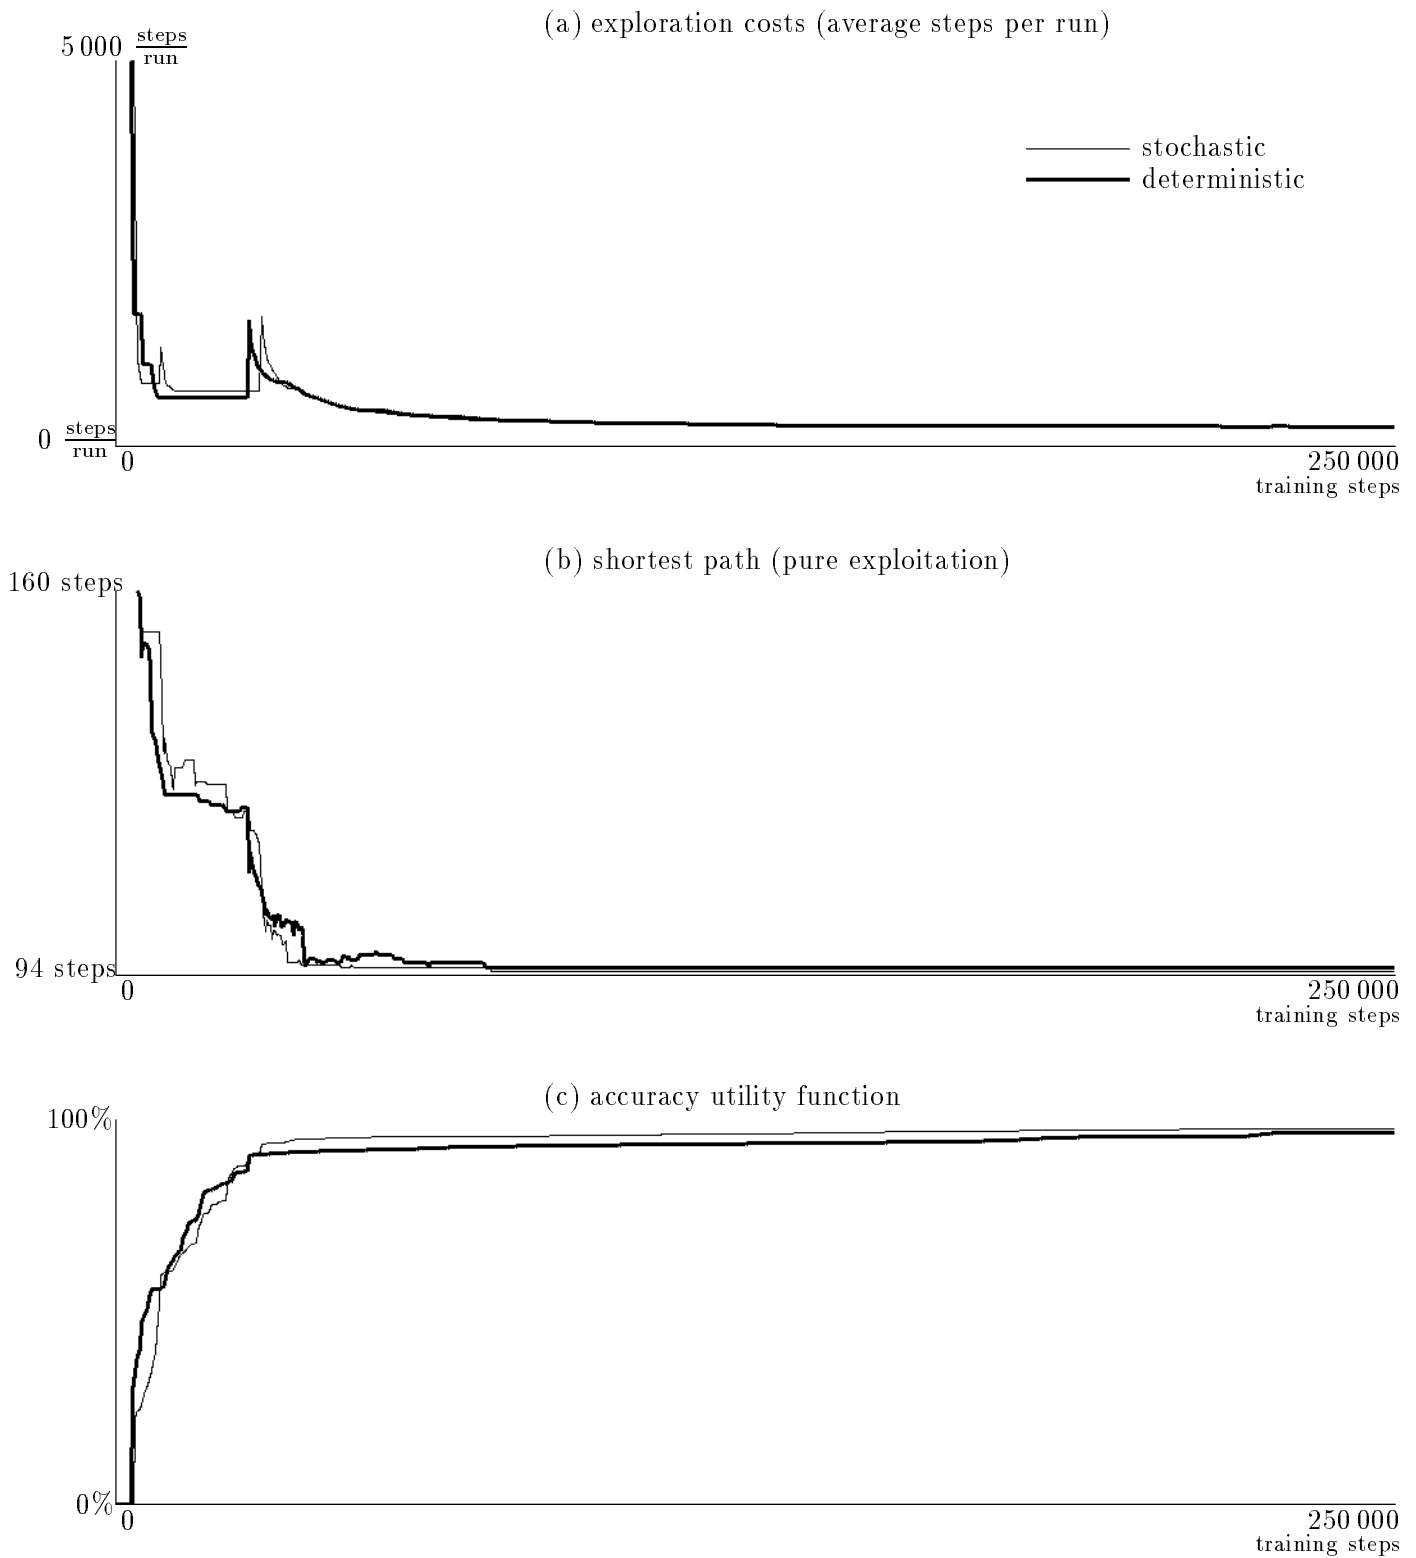 (a) exploration costs (average steps per run)
5 000 steps/run
stochastic
deterministic
0 steps/run
0
250 000
training steps
(b) shortest path (pure exploitation)
160 steps
94 steps
0
250 000
training steps
(c) accuracy utility function
100%
0%
0
250 000
training steps